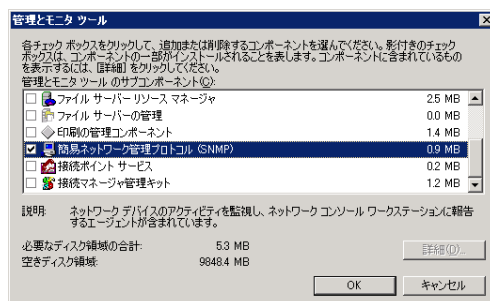 管理とモニタ ツール
各チェック ボックスをクリックして、追加または削除するコンポーネントを選んでください。影付きのチェック
ボックスは、コンポーネントの一部がインストールされることを表します。コンポーネントに含まれているもの
を表示するには、[詳細] をクリックしてください。
管理とモニタ ツール のサブコンポーネント(C):
ファイル サーバー リソース マネージャ 2.5 MB
ファイル サーバーの管理 0.0 MB
印刷の管理コンポーネント 1.4 MB
簡易ネットワーク管理プロトコル (SNMP) 0.9 MB
接続ポイント サービス 0.2 MB
接続マネージャ管理キット 1.2 MB
説明: ネットワーク デバイスのアクティビティを監視し、ネットワーク コンソール ワークステーションに報告
するエージェントが含まれています。
必要なディスク領域の合計: 5.3 MB
空きディスク領域: 9848.4 MB
詳細(D)...
OK
キャンセル